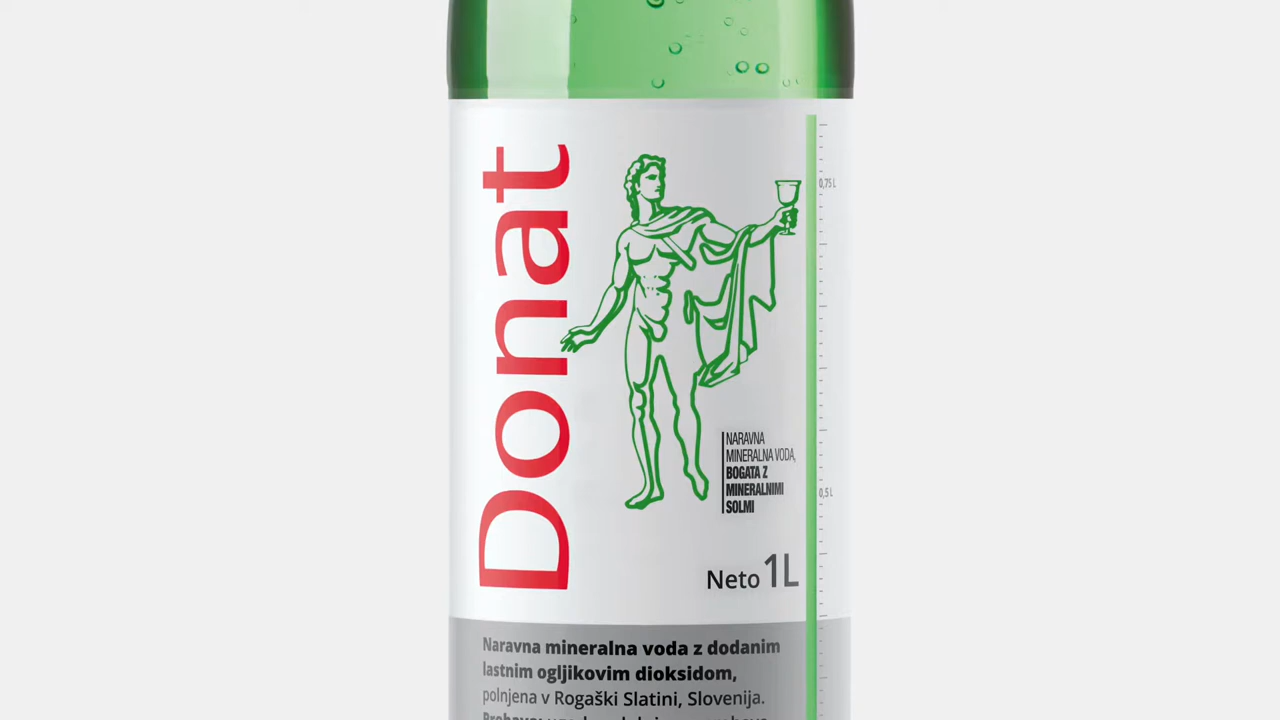 Donat
0,75 L
NARAVNA
MINERALNA VODA,
BOGATA Z
MINERALNIMI
SOLMI
0,5 L
Neto 1L
Naravna mineralna voda z dodanim
lastnim ogljikovim dioksidom,
polnjena v Rogaški Slatini, Slovenija.